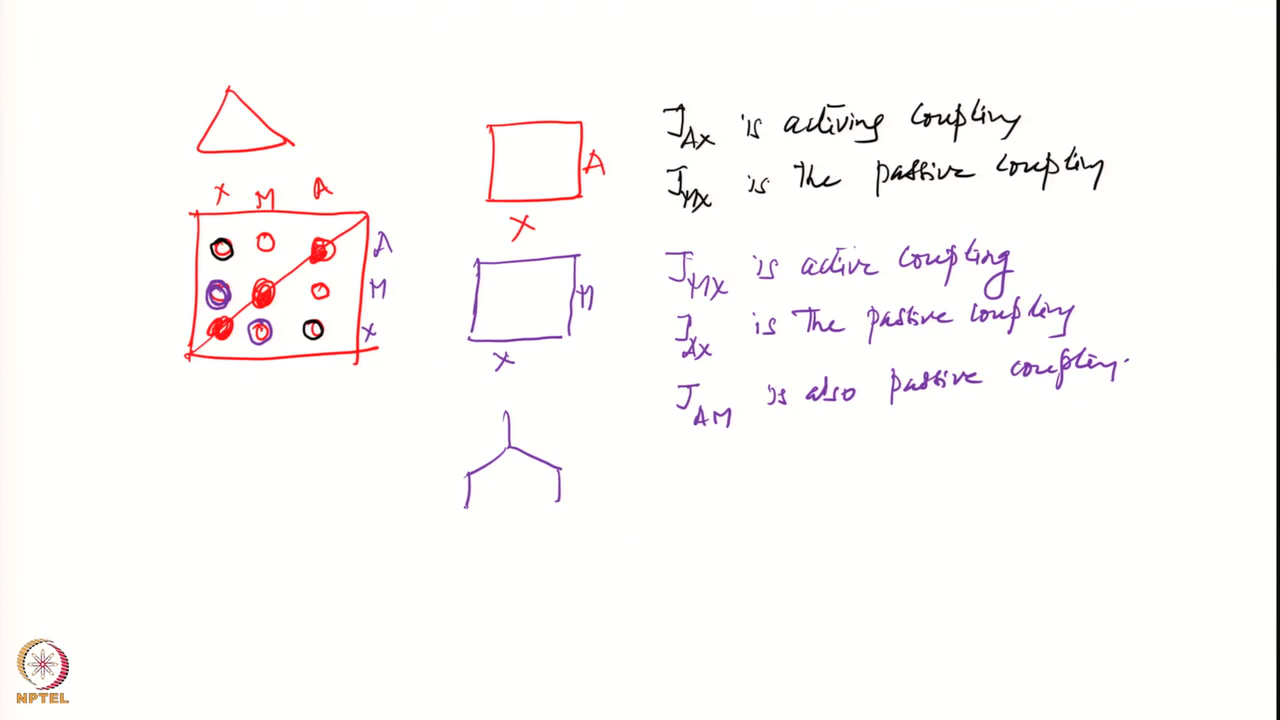 J_AX is activing coupling
J_MX is the passive coupling
X M A
A
M
X
A
X
J_MX is active coupling
J_AX is the passive coupling
J_AM is also passive coupling.
M
X
NPTEL